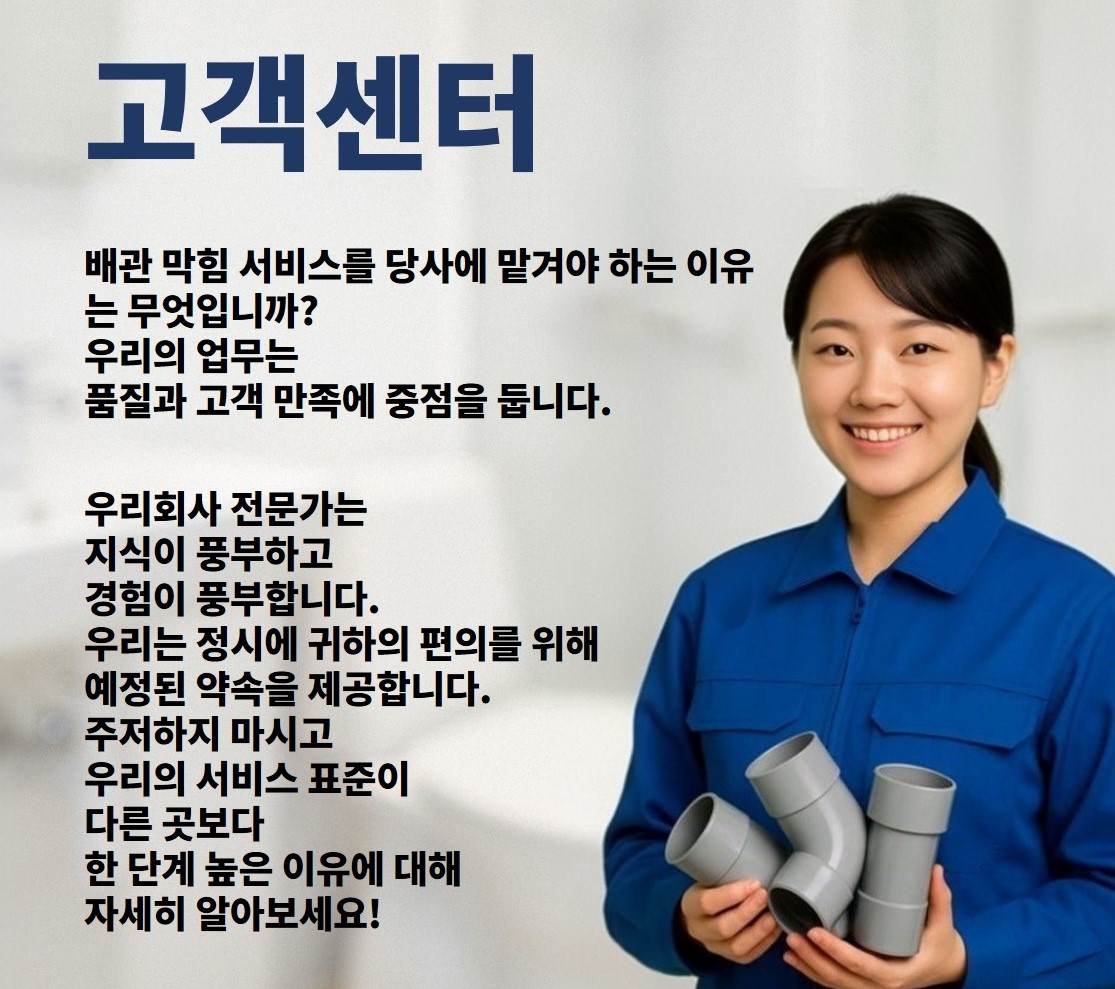 고객센터
배관 막힘 서비스를 당사에 맡겨야 하는 이유
는 무엇입니까?
우리의 업무는
품질과 고객 만족에 중점을 둡니다.
우리회사 전문가는
지식이 풍부하고
경험이 풍부합니다.
우리는 정시에 귀하의 편의를 위해
예정된 약속을 제공합니다.
주저하지 마시고
우리의 서비스 표준이
다른 곳보다
한 단계 높은 이유에 대해
자세히 알아보세요!